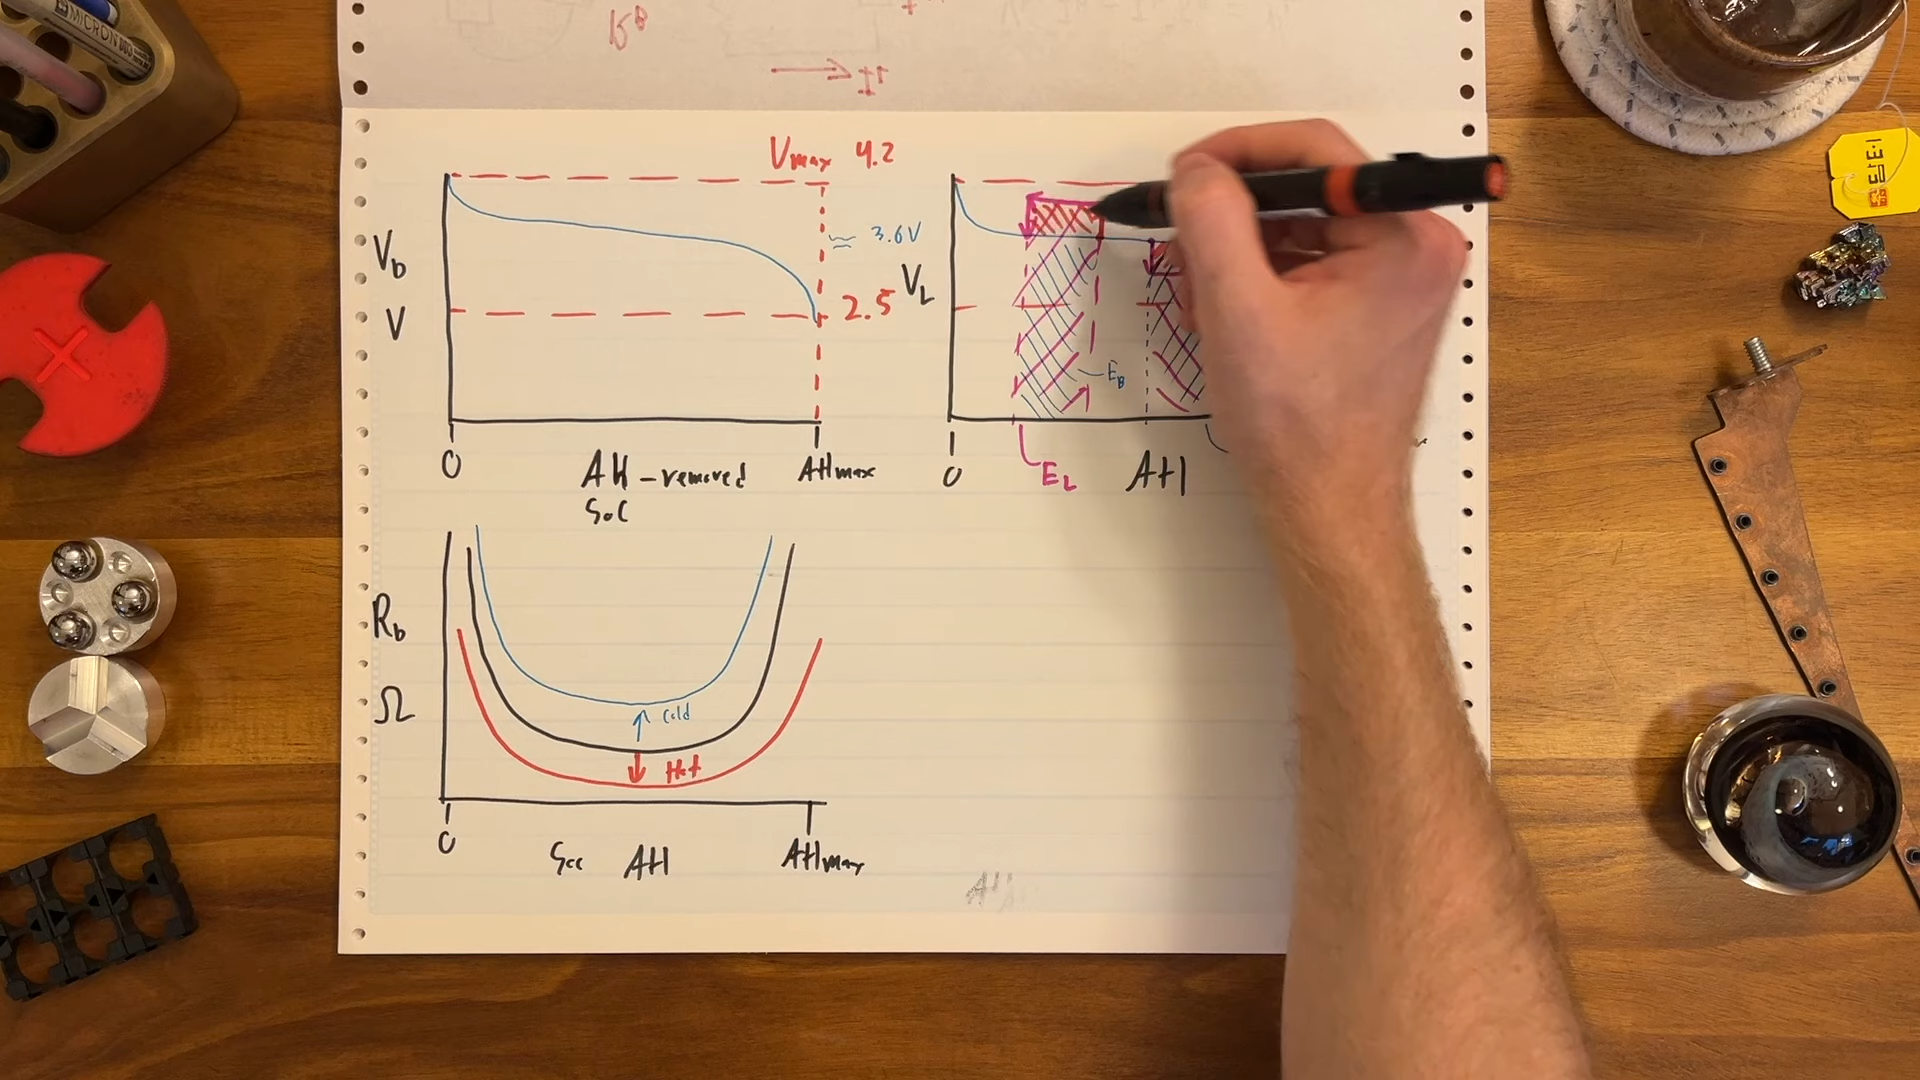 MICRON
Vmax 4.2
≈ 3.6V
Vb
V
2.5
0
AH - removed
SoC
AHmax
VL
EB
0
EL
AH
Rb
Ω
Cold
Hot
0
Soc AH
AHmax
AH